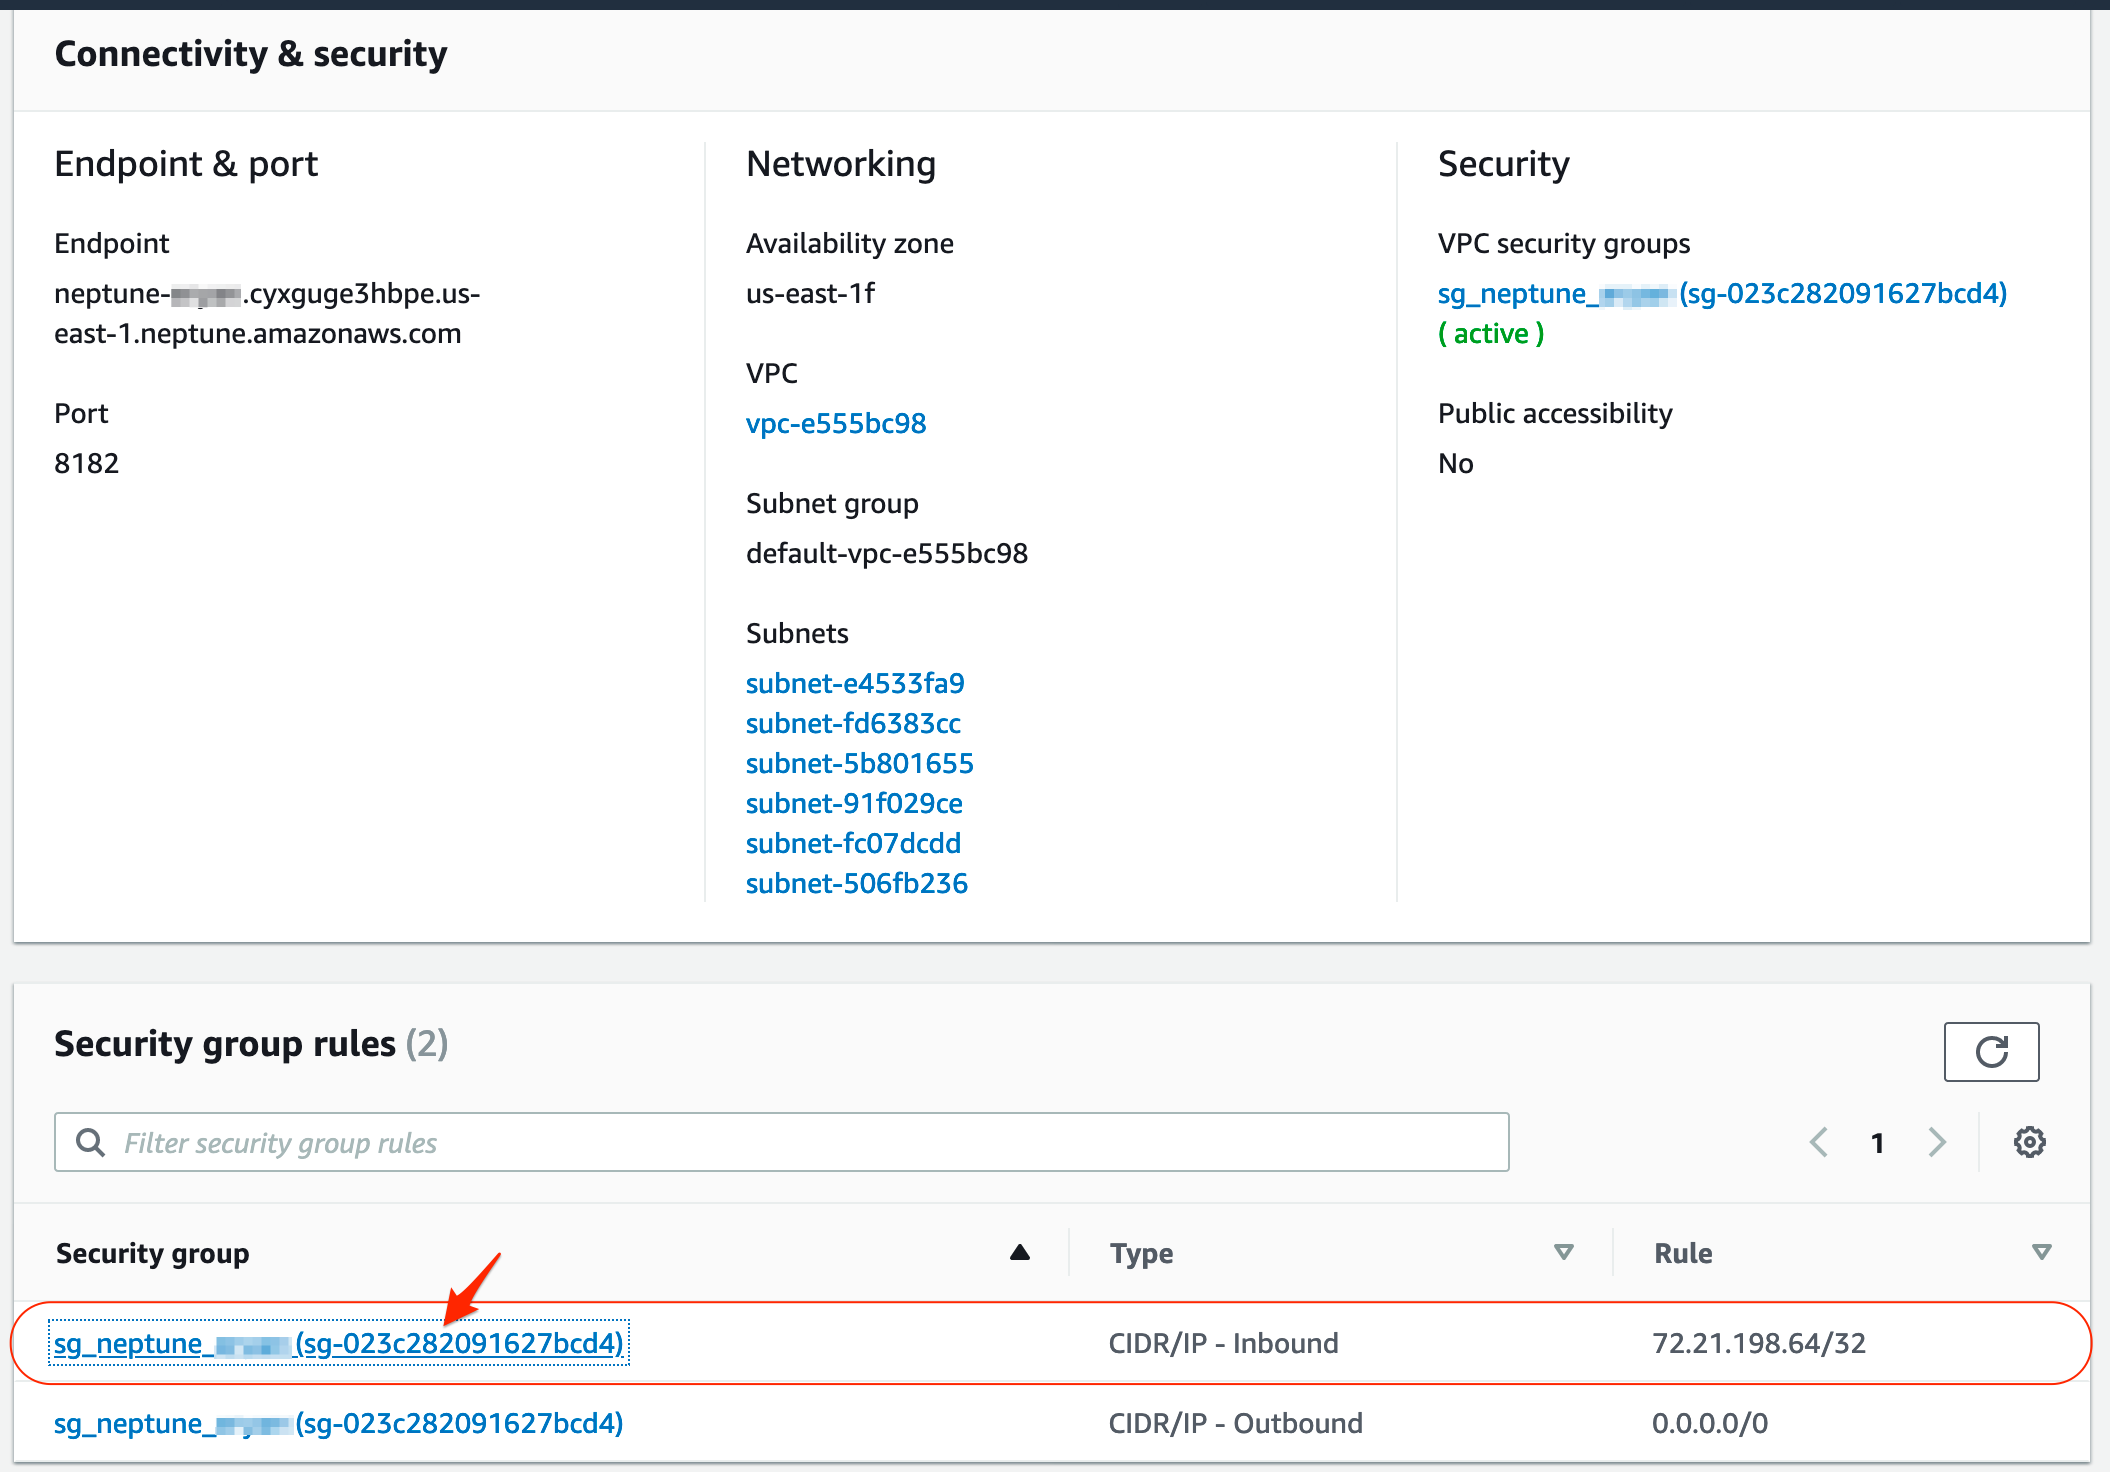 Connectivity & security
Endpoint & port
Endpoint
neptune- .cyxguge3hbpe.us-
east-1.neptune.amazonaws.com
Port
8182
Networking
Availability zone
us-east-1f
VPC
vpc-e555bc98
Subnet group
default-vpc-e555bc98
Subnets
subnet-e4533fa9
subnet-fd6383cc
subnet-5b801655
subnet-91f029ce
subnet-fc07dcdd
subnet-506fb236
Security
VPC security groups
sg_neptune_ (sg-023c282091627bcd4)
( active )
Public accessibility
No
Security group rules (2)
Filter security group rules
1
Security group Type Rule
sg_neptune_ (sg-023c282091627bcd4) CIDR/IP - Inbound 72.21.198.64/32
sg_neptune_ (sg-023c282091627bcd4) CIDR/IP - Outbound 0.0.0.0/0